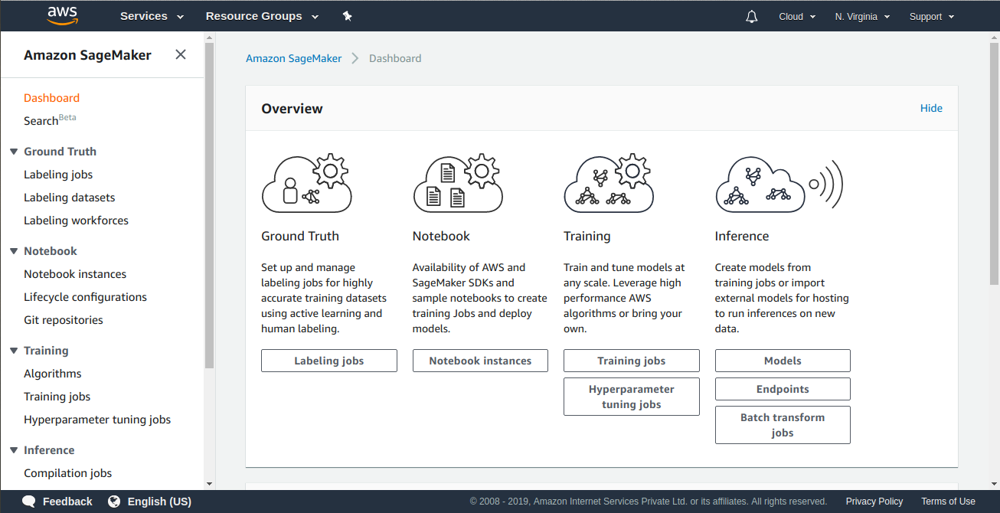 aws
Services
Resource Groups
Cloud
N. Virginia
Support
Amazon SageMaker
Dashboard
SearchBeta
Ground Truth
Labeling jobs
Labeling datasets
Labeling workforces
Notebook
Notebook instances
Lifecycle configurations
Git repositories
Training
Algorithms
Training jobs
Hyperparameter tuning jobs
Inference
Compilation jobs
Amazon SageMaker
Dashboard
Overview
Hide
Ground Truth
Set up and manage
labeling jobs for highly
accurate training datasets
using active learning and
human labeling.
Labeling jobs
Notebook
Availability of AWS and
SageMaker SDKs and
sample notebooks to create
training Jobs and deploy
models.
Notebook instances
Training
Train and tune models at
any scale. Leverage high
performance AWS
algorithms or bring your
own.
Training jobs
Hyperparameter
tuning jobs
Inference
Create models from
training jobs or import
external models for hosting
to run inferences on new
data.
Models
Endpoints
Batch transform
jobs
Feedback
English (US)
© 2008 - 2019, Amazon Internet Services Private Ltd. or its affiliates. All rights reserved.
Privacy Policy
Terms of Use